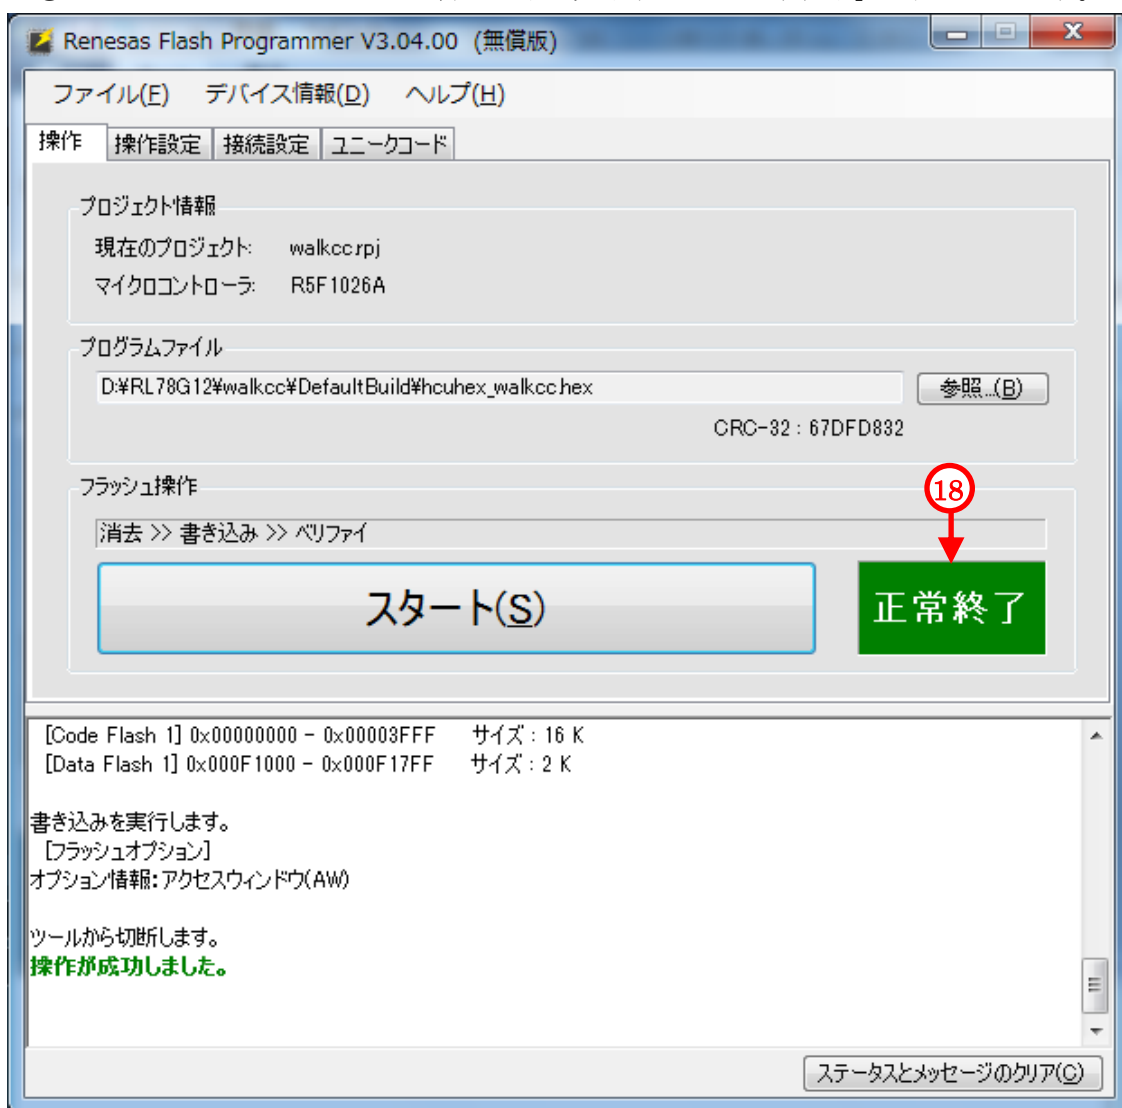 Renesas Flash Programmer V3.04.00 (無償版)
ファイル(F) デバイス情報(D) ヘルプ(H)
操作 操作設定 接続設定 ユニークコード
プロジェクト情報
現在のプロジェクト: walkcc.rpj
マイクロコントローラ: R5F1026A
プログラムファイル
D:¥RL78G12¥walkcc¥DefaultBuild¥hcuhex_walkcc.hex 参照...(B)
CRC-32 : 67DFD832
フラッシュ操作
18
消去 >> 書き込み >> ベリファイ
スタート(S) 正常終了
[Code Flash 1] 0x00000000 - 0x00003FFF サイズ : 16 K
[Data Flash 1] 0x000F1000 - 0x000F17FF サイズ : 2 K
書き込みを実行します。
[フラッシュオプション]
オプション情報: アクセスウィンドウ(AW)
ツールから切断します。
操作が成功しました。
ステータスとメッセージのクリア(C)